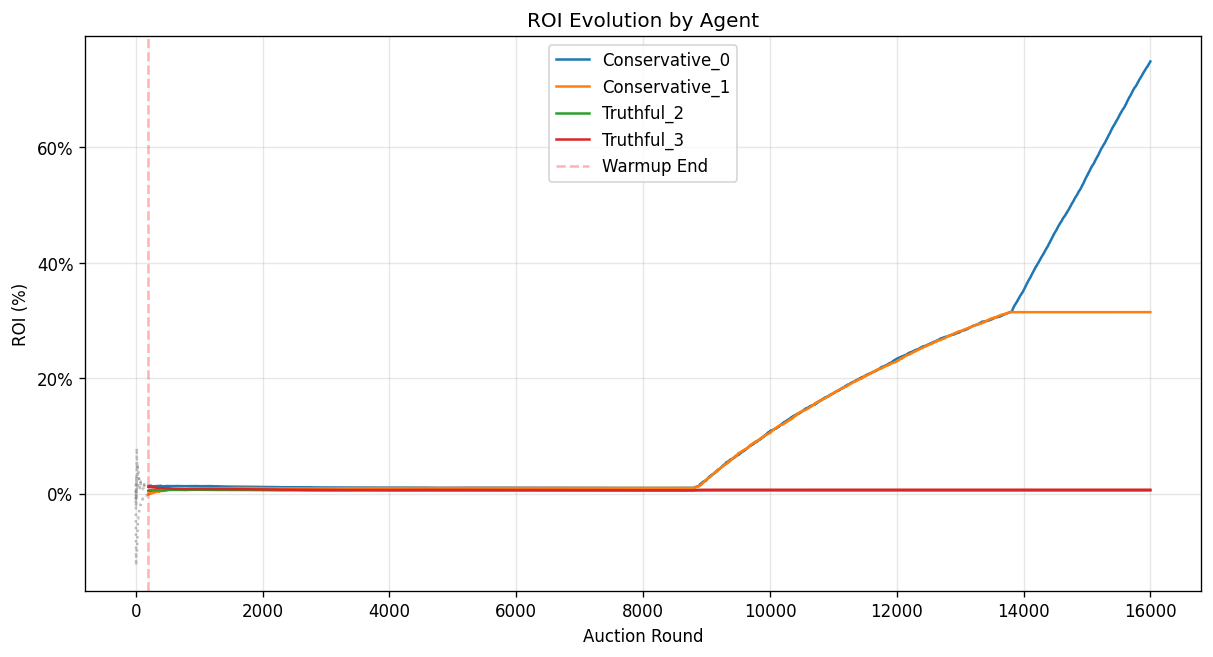 ROI Evolution by Agent
Conservative_0
Conservative_1
Truthful_2
Truthful_3
Warmup End
ROI (%)
60%
40%
20%
0%
0 2000 4000 6000 8000 10000 12000 14000 16000
Auction Round